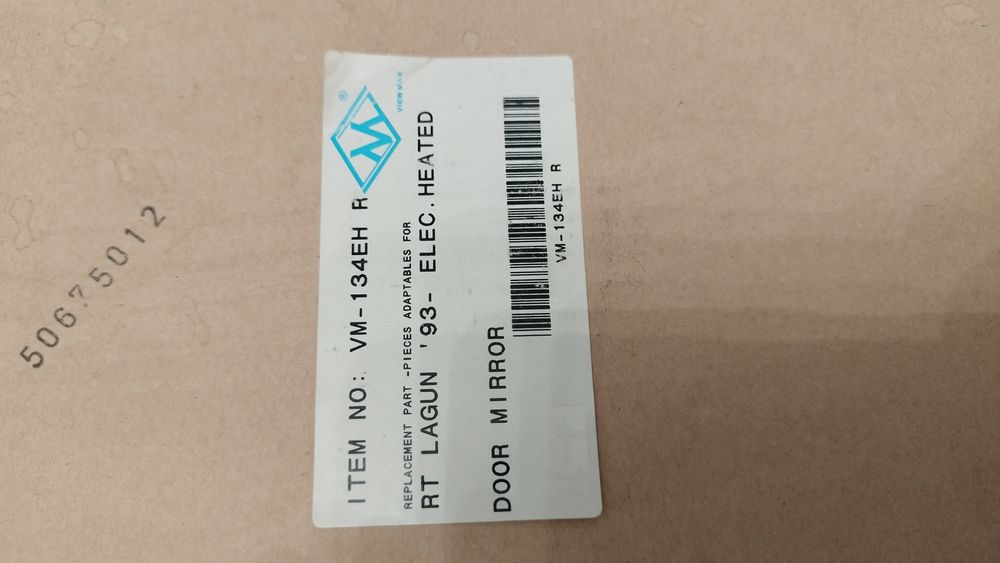 ITEM NO: VM-134EH R
® VIEW MAX
REPLACEMENT PART -PIECES ADAPTABLES FOR
RT LAGUN '93- ELEC.HEATED
DOOR MIRROR
VM-134EH R
50675012